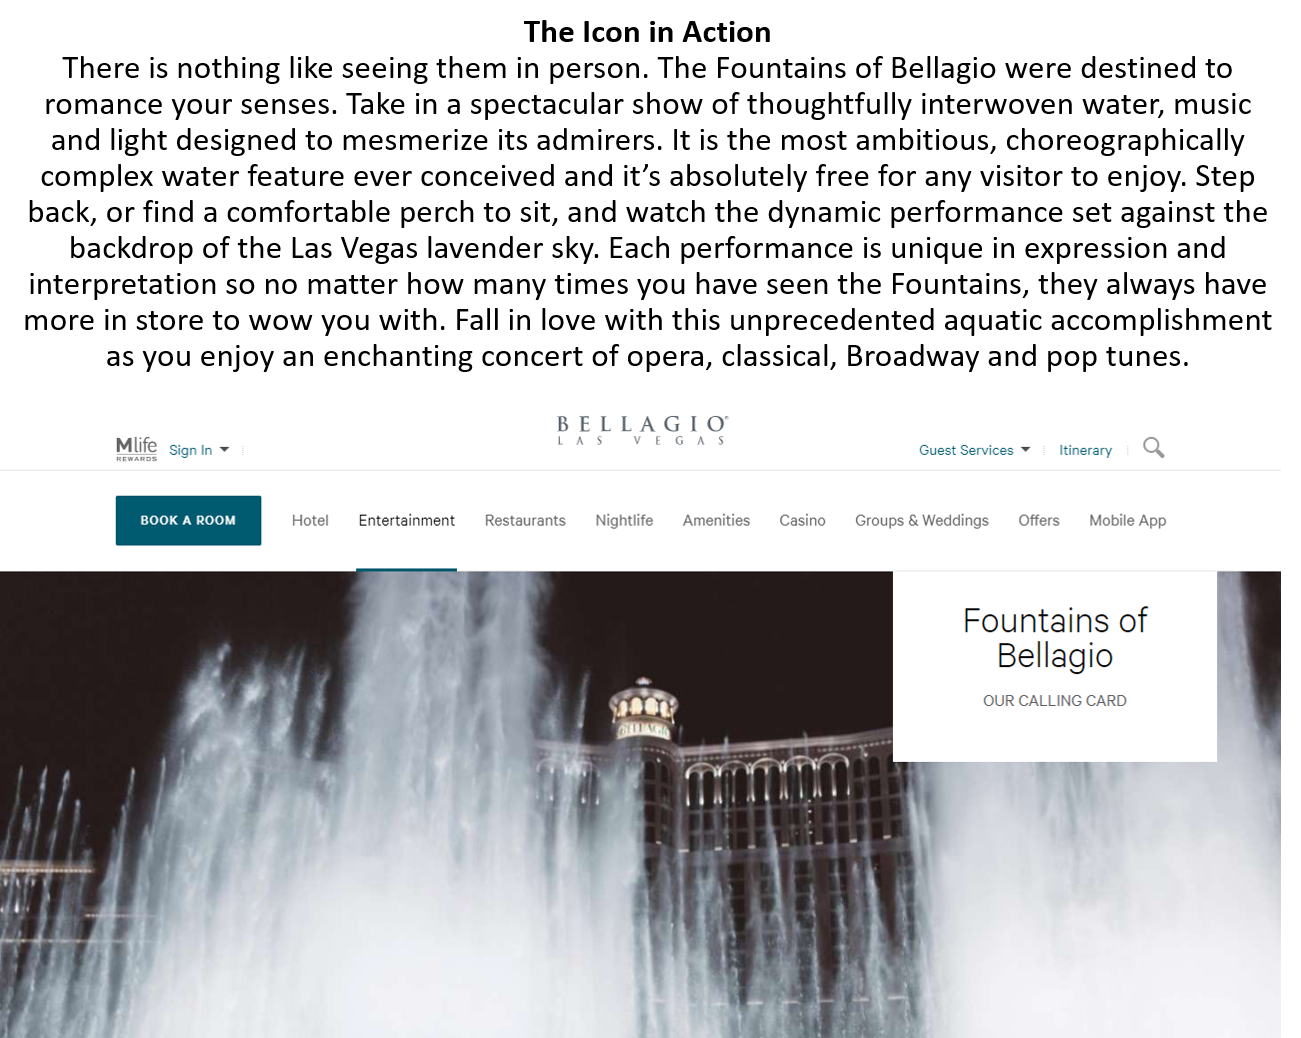 The Icon in Action
There is nothing like seeing them in person. The Fountains of Bellagio were destined to
romance your senses. Take in a spectacular show of thoughtfully interwoven water, music
and light designed to mesmerize its admirers. It is the most ambitious, choreographically
complex water feature ever conceived and it’s absolutely free for any visitor to enjoy. Step
back, or find a comfortable perch to sit, and watch the dynamic performance set against the
backdrop of the Las Vegas lavender sky. Each performance is unique in expression and
interpretation so no matter how many times you have seen the Fountains, they always have
more in store to wow you with. Fall in love with this unprecedented aquatic accomplishment
as you enjoy an enchanting concert of opera, classical, Broadway and pop tunes.
BELLAGIO®
LAS VEGAS
Mlife
REWARDS
Sign In
Guest Services
Itinerary
BOOK A ROOM
Hotel Entertainment Restaurants Nightlife Amenities Casino Groups & Weddings Offers Mobile App
Fountains of
Bellagio
OUR CALLING CARD
BELLAGIO